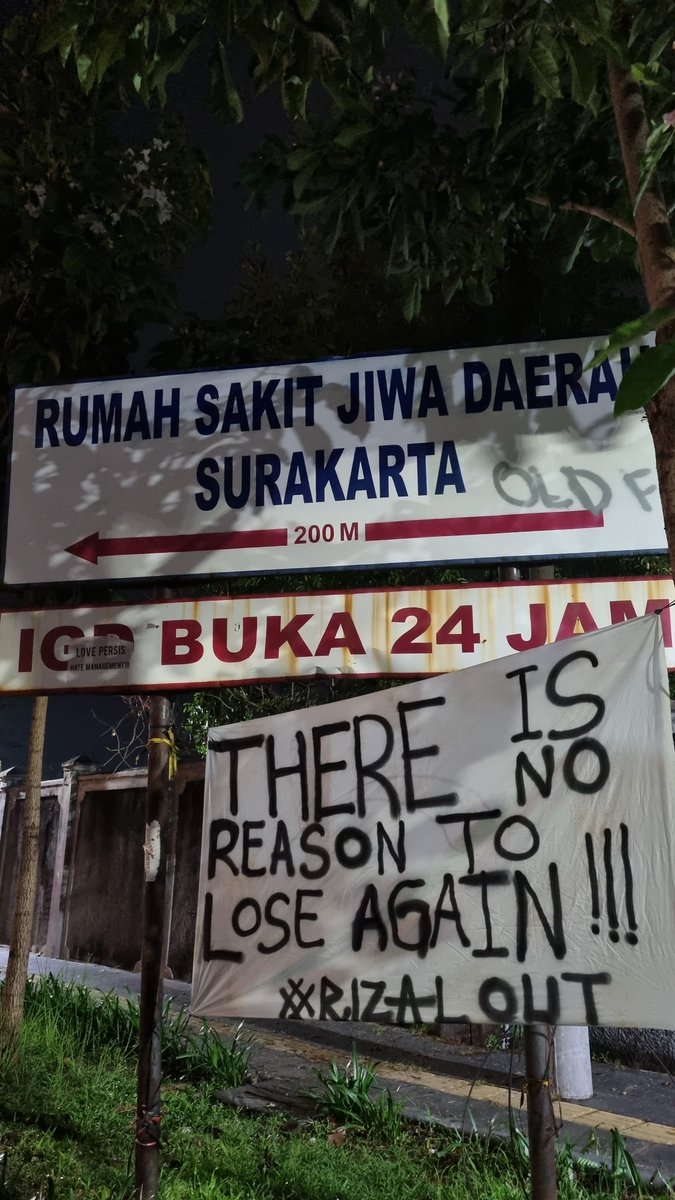 RUMAH SAKIT JIWA DAERAH
SURAKARTA
OLD F
200 M
IGD BUKA 24 JAM
LOVE PERSIS
HATE MANAGEMENT!!!
THERE IS
NO
REASON TO
LOSE AGAIN!!!
RIZAL OUT